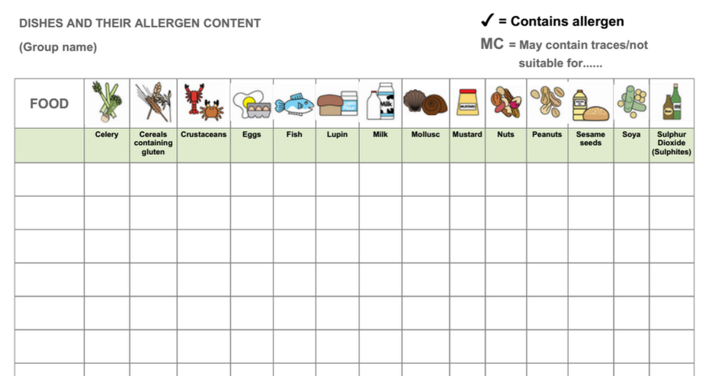 DISHES AND THEIR ALLERGEN CONTENT
(Group name)
✓ = Contains allergen
MC = May contain traces/not
suitable for......
FOOD
Milk
Celery
Cereals
containing
gluten
Crustaceans
Eggs
Fish
Lupin
Milk
Mollusc
Mustard
Nuts
Peanuts
Sesame
seeds
Soya
Sulphur
Dioxide
(Sulphites)